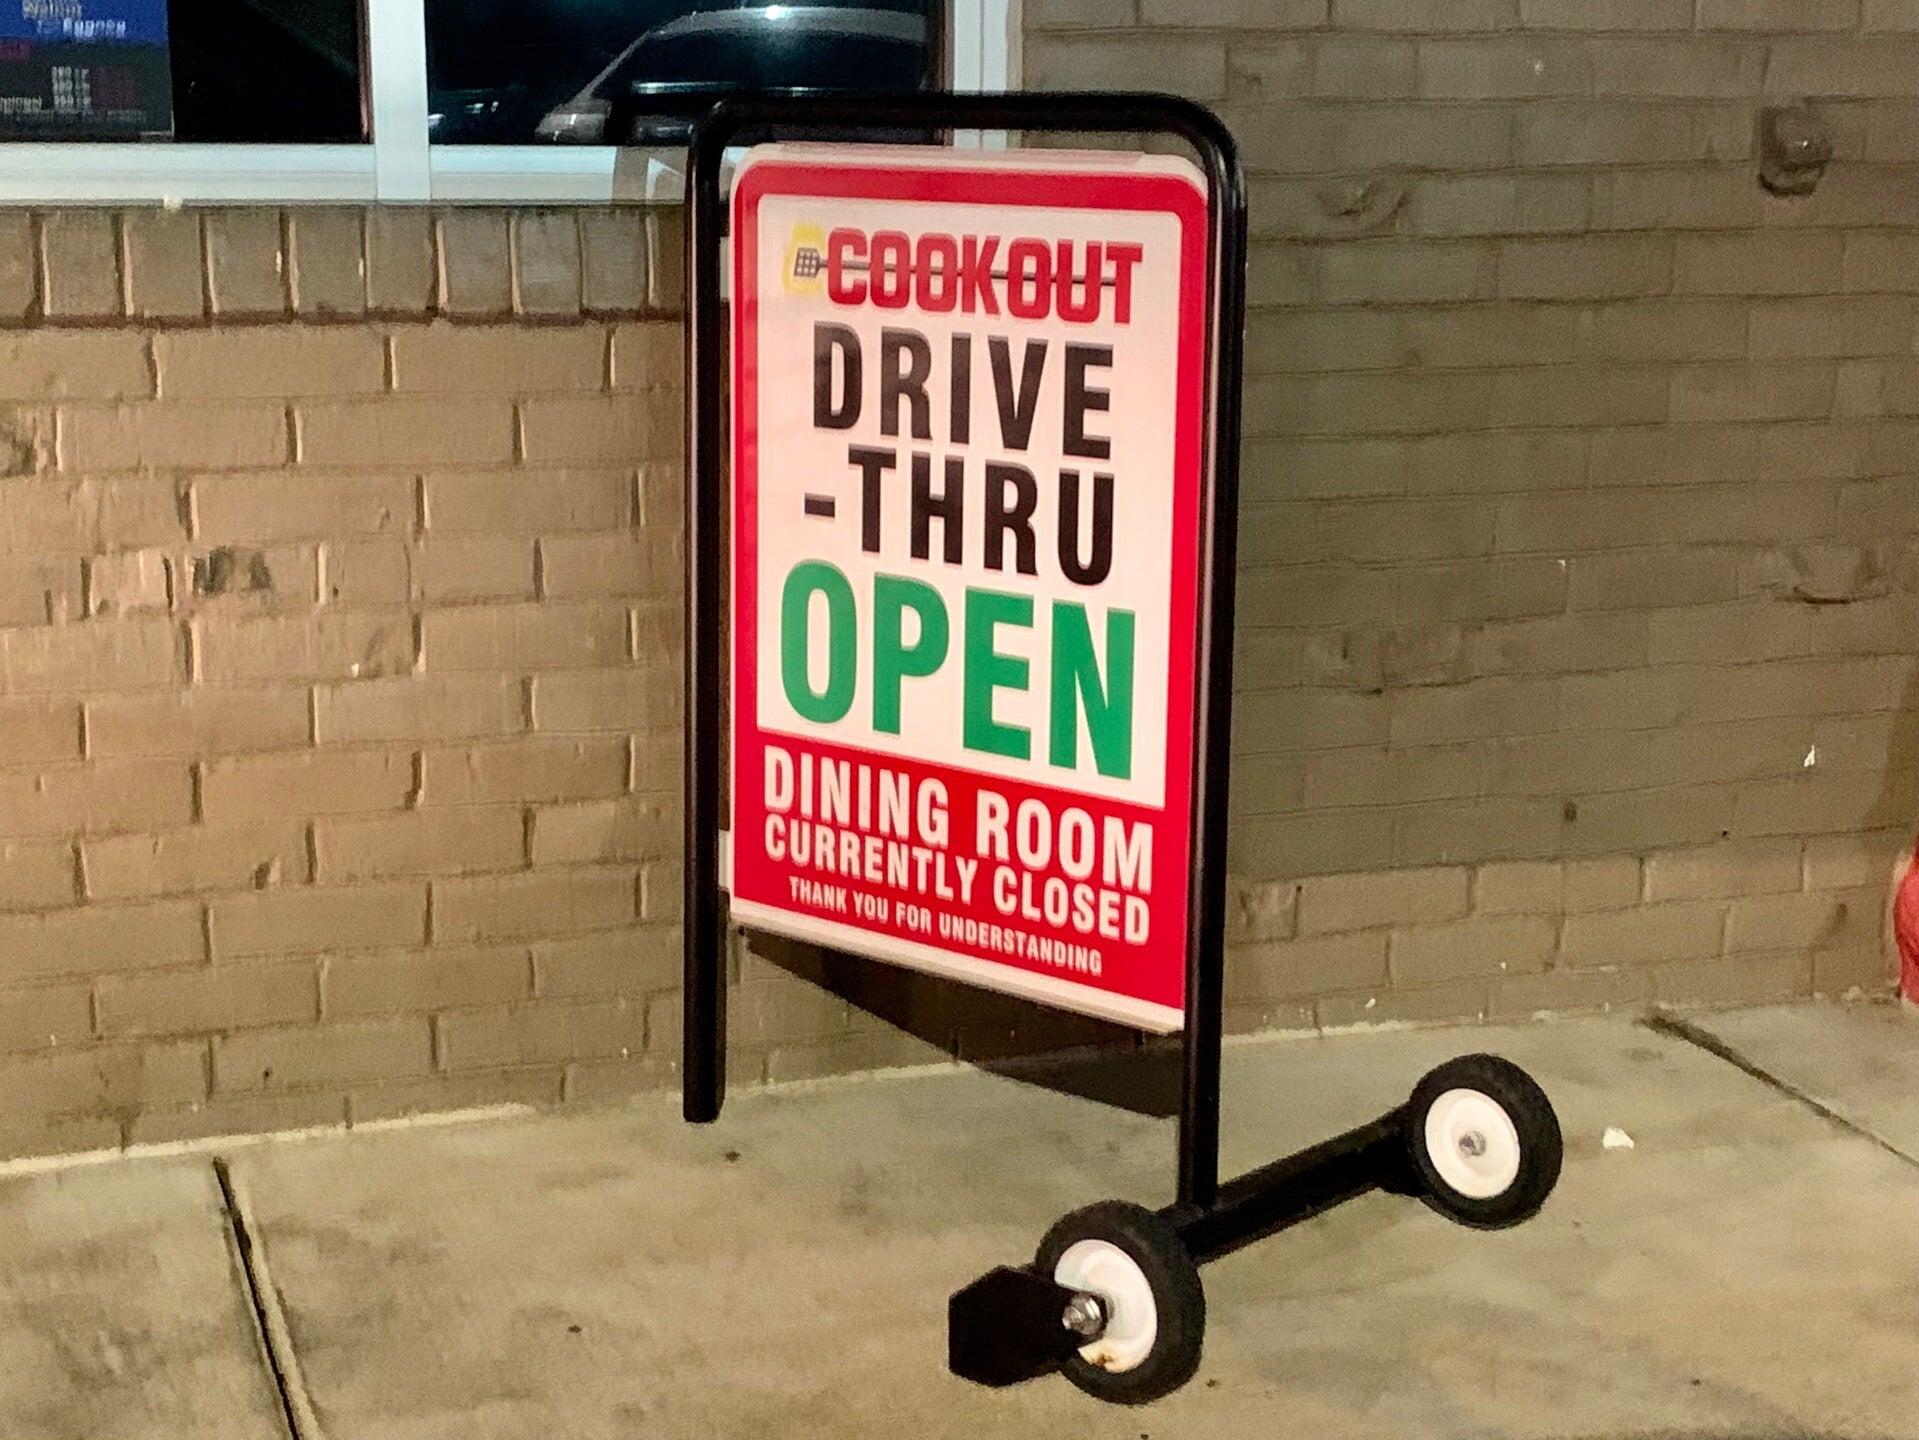 COOKOUT
DRIVE
-THRU
OPEN
DINING ROOM
CURRENTLY CLOSED
THANK YOU FOR UNDERSTANDING